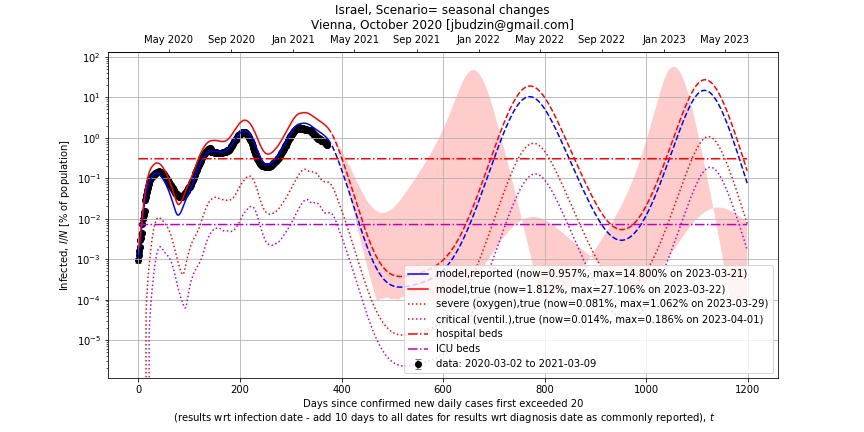 Israel, Scenario= seasonal changes
Vienna, October 2020 [jbudzin@gmail.com]
May 2020 Sep 2020 Jan 2021 May 2021 Sep 2021 Jan 2022 May 2022 Sep 2022 Jan 2023 May 2023
Infected, I/N [% of population]
10²
10¹
10⁰
10⁻¹
10⁻²
10⁻³
10⁻⁴
10⁻⁵
model,reported (now=0.957%, max=14.800% on 2023-03-21)
model,true (now=1.812%, max=27.106% on 2023-03-22)
severe (oxygen),true (now=0.081%, max=1.062% on 2023-03-29)
critical (ventil.),true (now=0.014%, max=0.186% on 2023-04-01)
hospital beds
ICU beds
data: 2020-03-02 to 2021-03-09
0 200 400 600 800 1000 1200
Days since confirmed new daily cases first exceeded 20
(results wrt infection date - add 10 days to all dates for results wrt diagnosis date as commonly reported), t